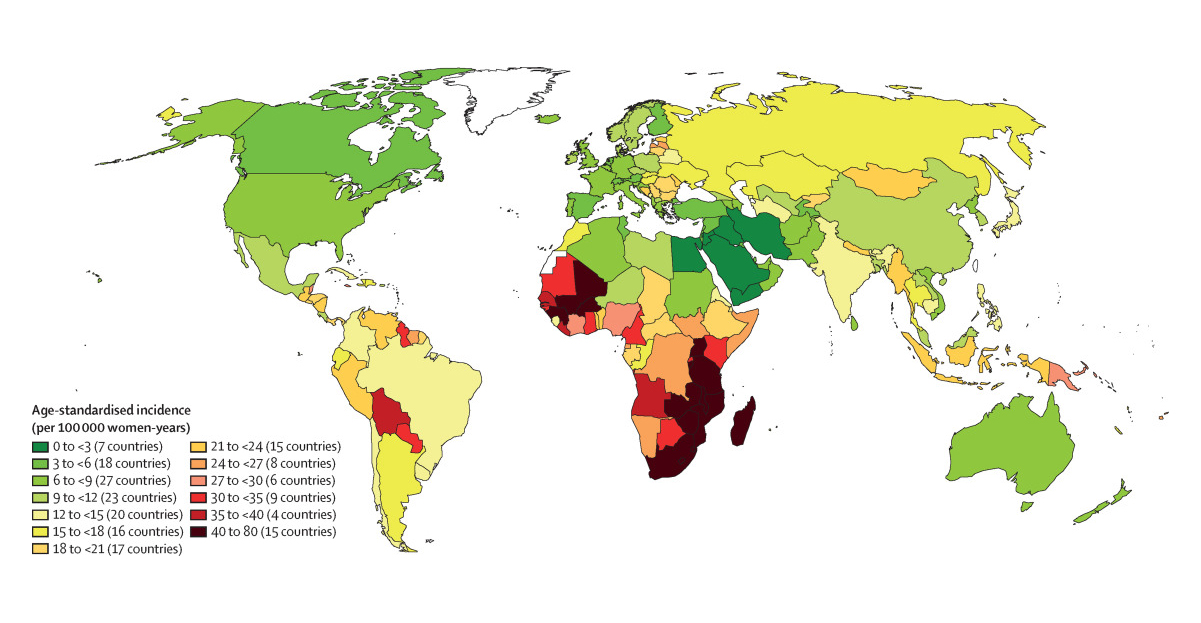 Age-standardised incidence
(per 100 000 women-years)
0 to <3 (7 countries)
3 to <6 (18 countries)
6 to <9 (27 countries)
9 to <12 (23 countries)
12 to <15 (20 countries)
15 to <18 (16 countries)
18 to <21 (17 countries)
21 to <24 (15 countries)
24 to <27 (8 countries)
27 to <30 (6 countries)
30 to <35 (9 countries)
35 to <40 (4 countries)
40 to 80 (15 countries)